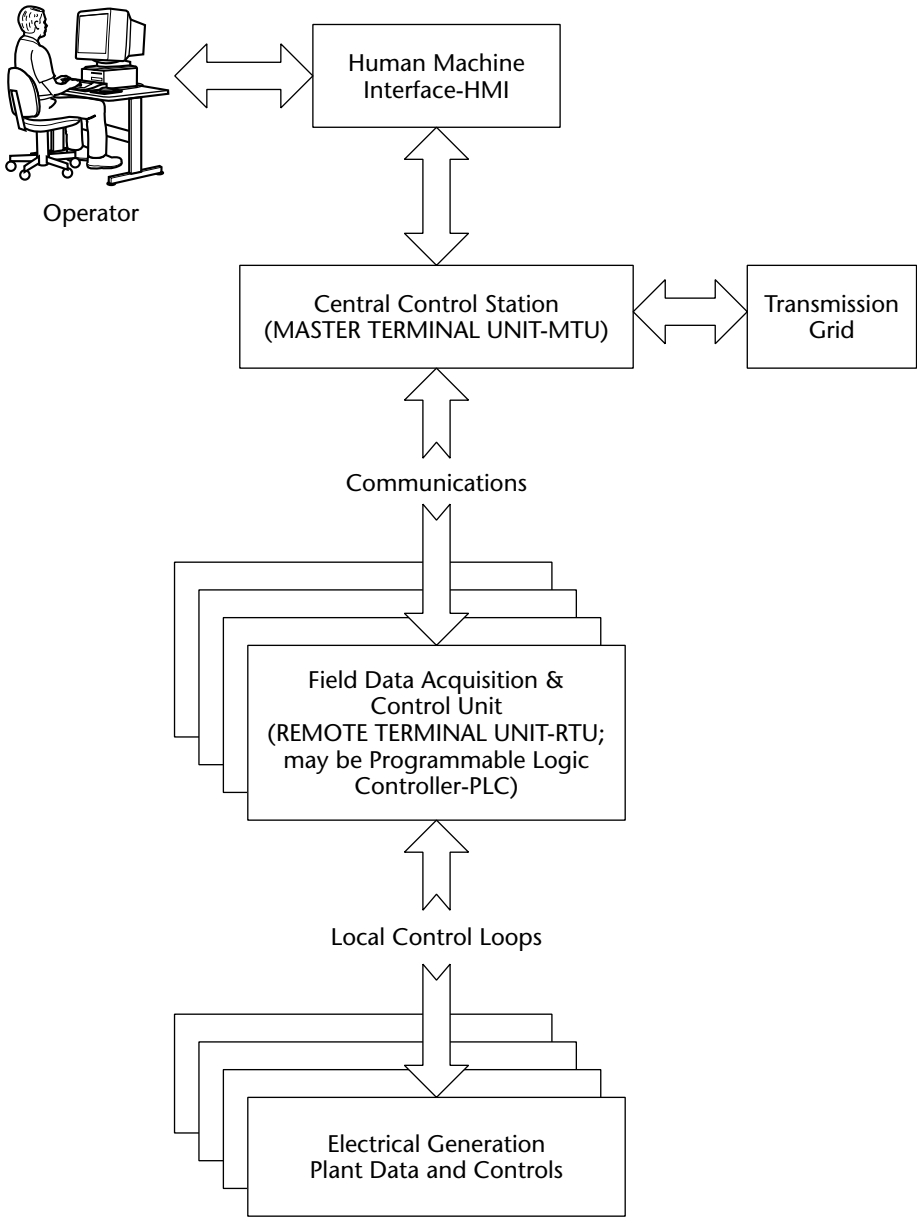 Human Machine
Interface-HMI
Operator
Central Control Station
(MASTER TERMINAL UNIT-MTU)
Transmission
Grid
Communications
Field Data Acquisition &
Control Unit
(REMOTE TERMINAL UNIT-RTU;
may be Programmable Logic
Controller-PLC)
Local Control Loops
Electrical Generation
Plant Data and Controls